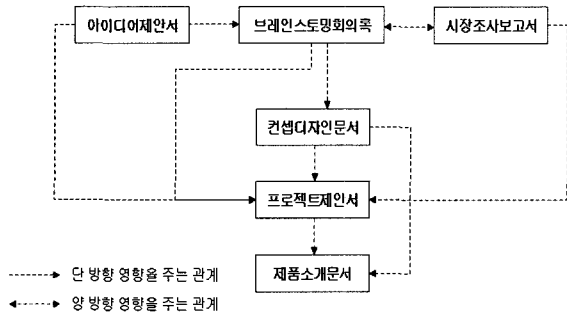 아이디어제안서
브레인스토밍회의록
시장조사보고서
컨셉디자인문서
프로젝트제안서
제품소개문서
단 방향 영향을 주는 관계
양 방향 영향을 주는 관계